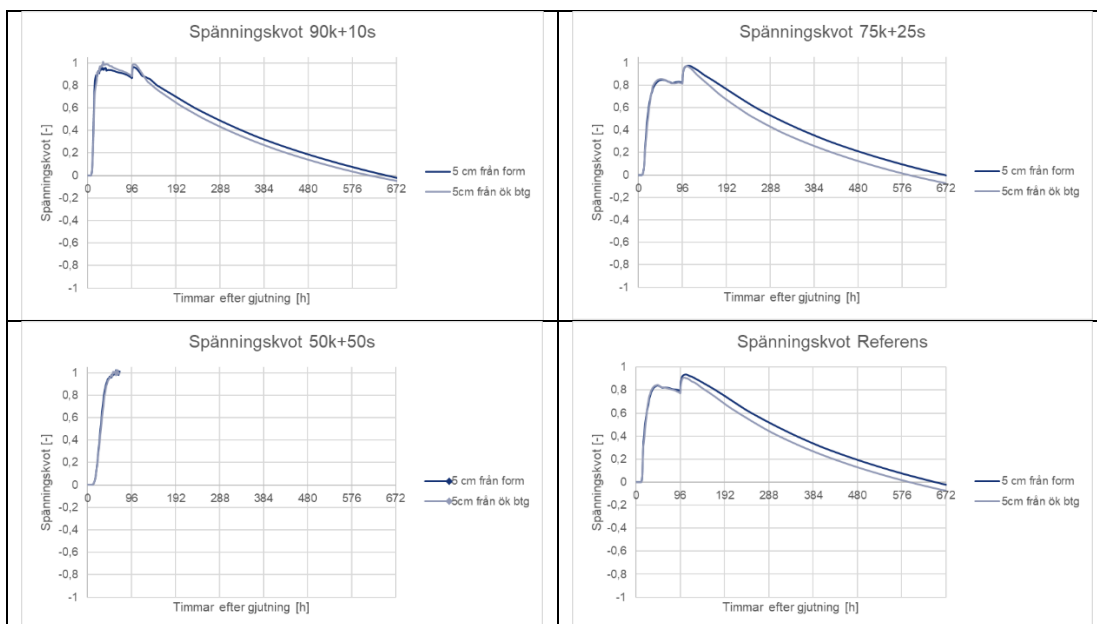 Spänningskvot 90k+10s
1
0,8
0,6
0,4
0,2
0
-0,2
-0,4
-0,6
-0,8
-1
0 96 192 288 384 480 576 672
Spänningskvot [-]
Timmar efter gjutning [h]
5 cm från form
5cm från ök btg
Spänningskvot 75k+25s
1
0,8
0,6
0,4
0,2
0
-0,2
-0,4
-0,6
-0,8
-1
0 96 192 288 384 480 576 672
Spänningskvot [-]
Timmar efter gjutning [h]
5 cm från form
5cm från ök btg
Spänningskvot 50k+50s
1
0,8
0,6
0,4
0,2
0
-0,2
-0,4
-0,6
-0,8
-1
0 96 192 288 384 480 576 672
Spänningskvot [-]
Timmar efter gjutning [h]
5 cm från form
5cm från ök btg
Spänningskvot Referens
1
0,8
0,6
0,4
0,2
0
-0,2
-0,4
-0,6
-0,8
-1
0 96 192 288 384 480 576 672
Spänningskvot [-]
Timmar efter gjutning [h]
5 cm från form
5cm från ök btg